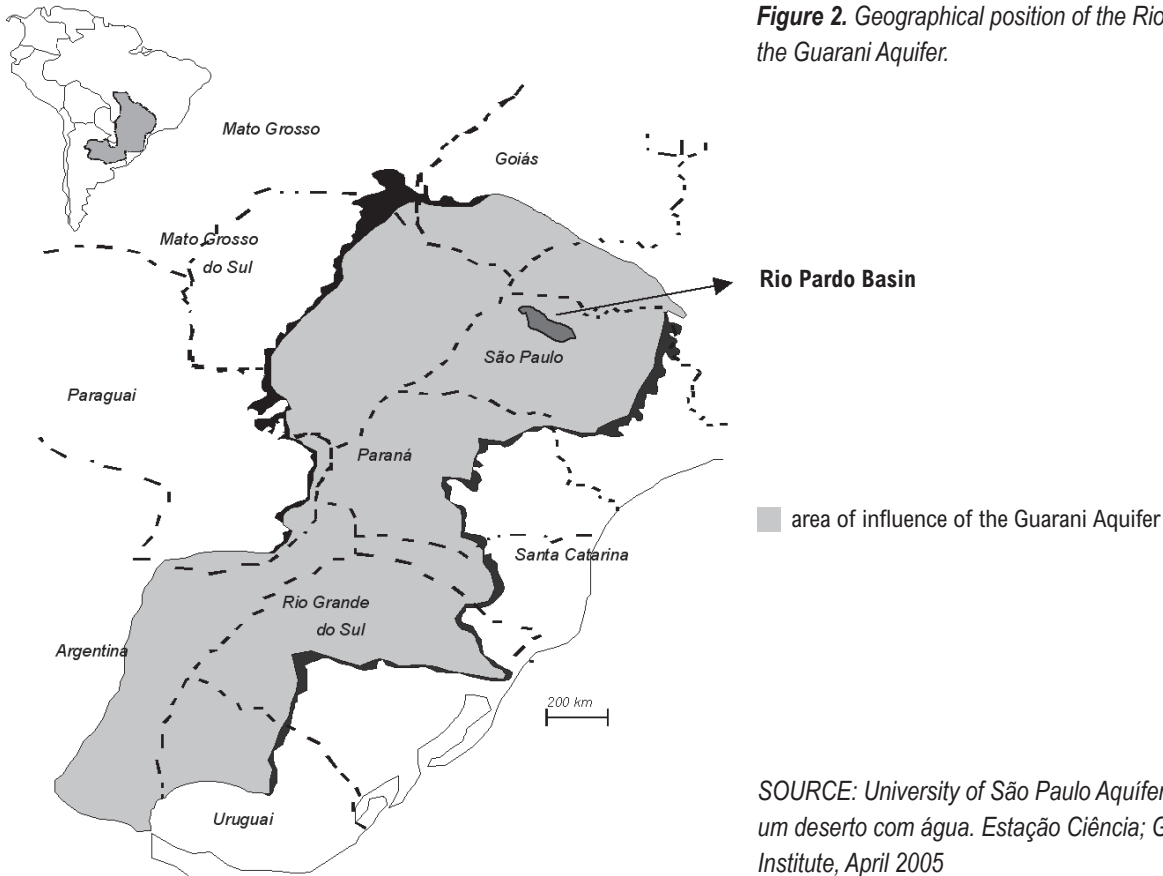 Figure 2. Geographical position of the Rio
the Guarani Aquifer.
Mato Grosso
Goiás
Mato Grosso
do Sul
Rio Pardo Basin
São Paulo
Paraguai
Paraná
area of influence of the Guarani Aquifer
Santa Catarina
Rio Grande
do Sul
Argentina
200 km
Uruguai
SOURCE: University of São Paulo Aquífer
um deserto com água. Estação Ciência; G
Institute, April 2005